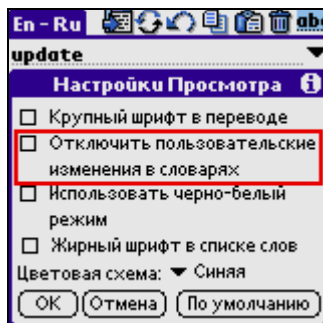 En - Ru
update
Настройки Просмотра
Крупный шрифт в переводе
Отключить пользовательские
изменения в словарях
Использовать черно-белый
режим
Жирный шрифт в списке слов
Цветовая схема: Синяя
OK Отмена По умолчанию